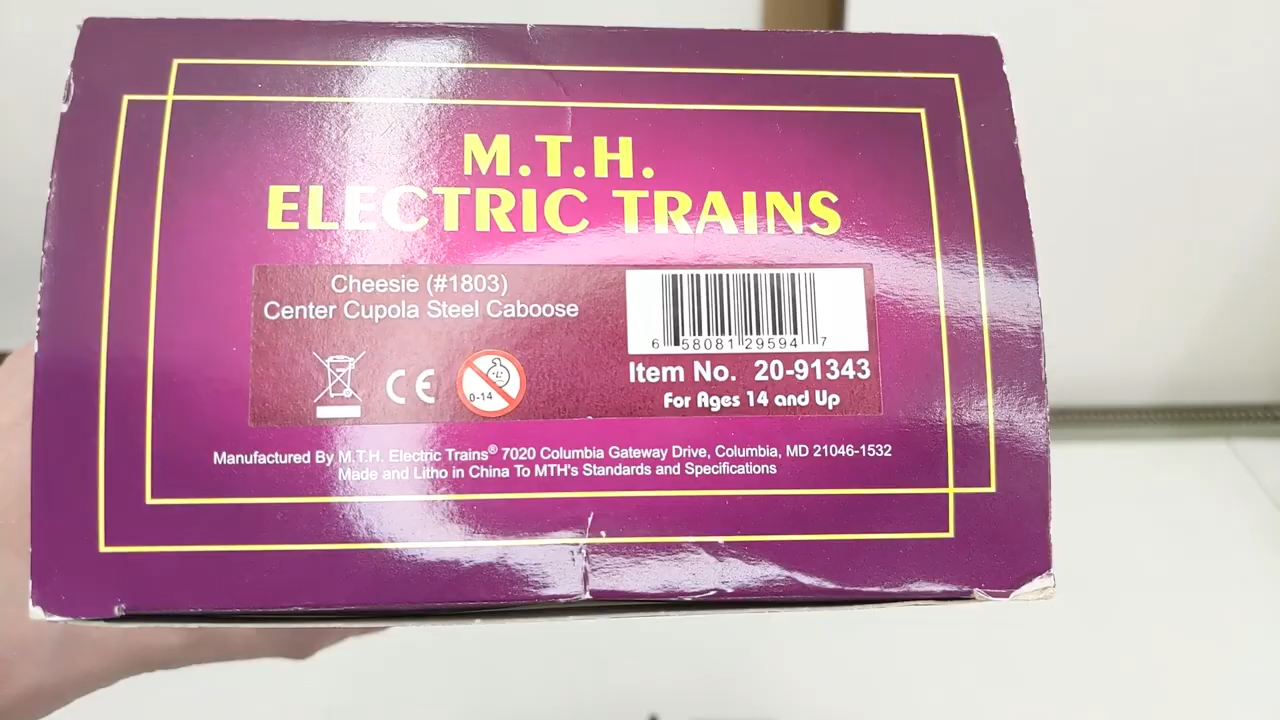 M.T.H.
ELECTRIC TRAINS
Cheesie (#1803)
Center Cupola Steel Caboose
6 58081 29594 7
Item No. 20-91343
For Ages 14 and Up
CE
0-14
Manufactured By M.T.H. Electric Trains® 7020 Columbia Gateway Drive, Columbia, MD 21046-1532
Made and Litho in China To MTH's Standards and Specifications